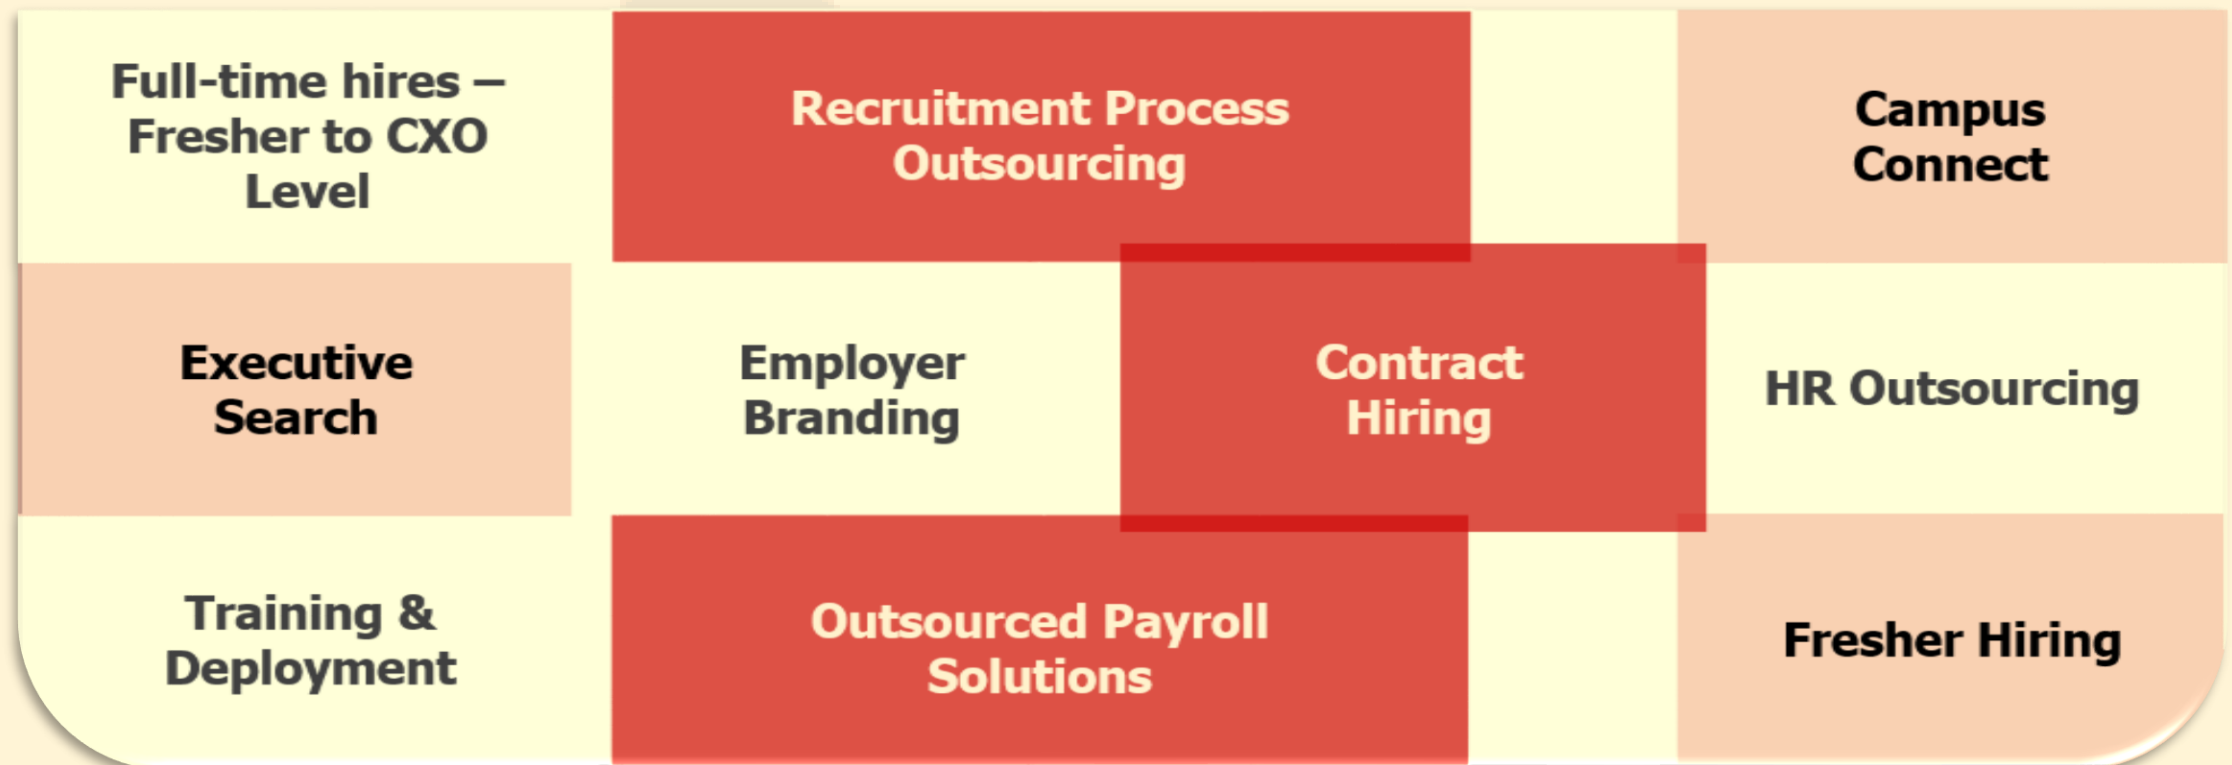 Full-time hires –
Fresher to CXO
Level
Recruitment Process
Outsourcing
Campus
Connect
Executive
Search
Employer
Branding
Contract
Hiring
HR Outsourcing
Training &
Deployment
Outsourced Payroll
Solutions
Fresher Hiring